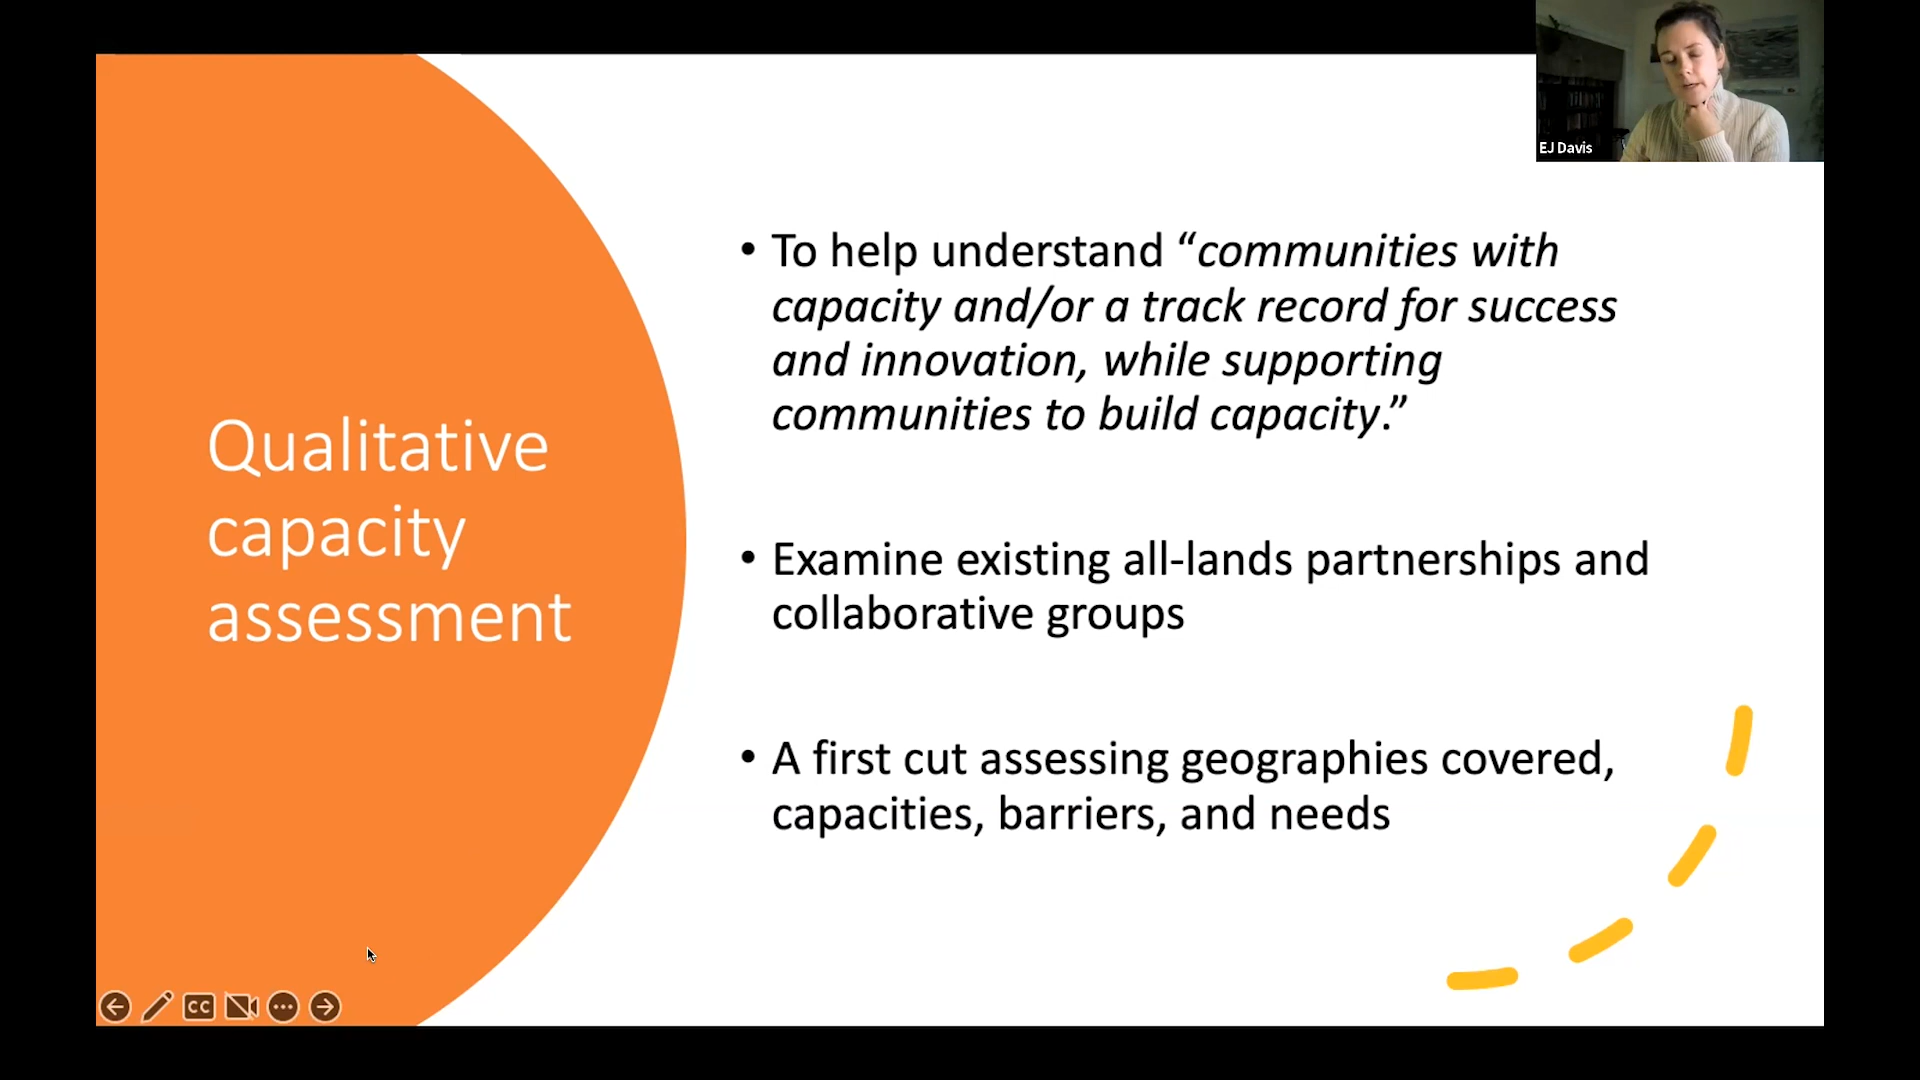 EJ Davis
Qualitative
capacity
assessment
• To help understand “communities with
capacity and/or a track record for success
and innovation, while supporting
communities to build capacity.”
• Examine existing all-lands partnerships and
collaborative groups
• A first cut assessing geographies covered,
capacities, barriers, and needs
CC